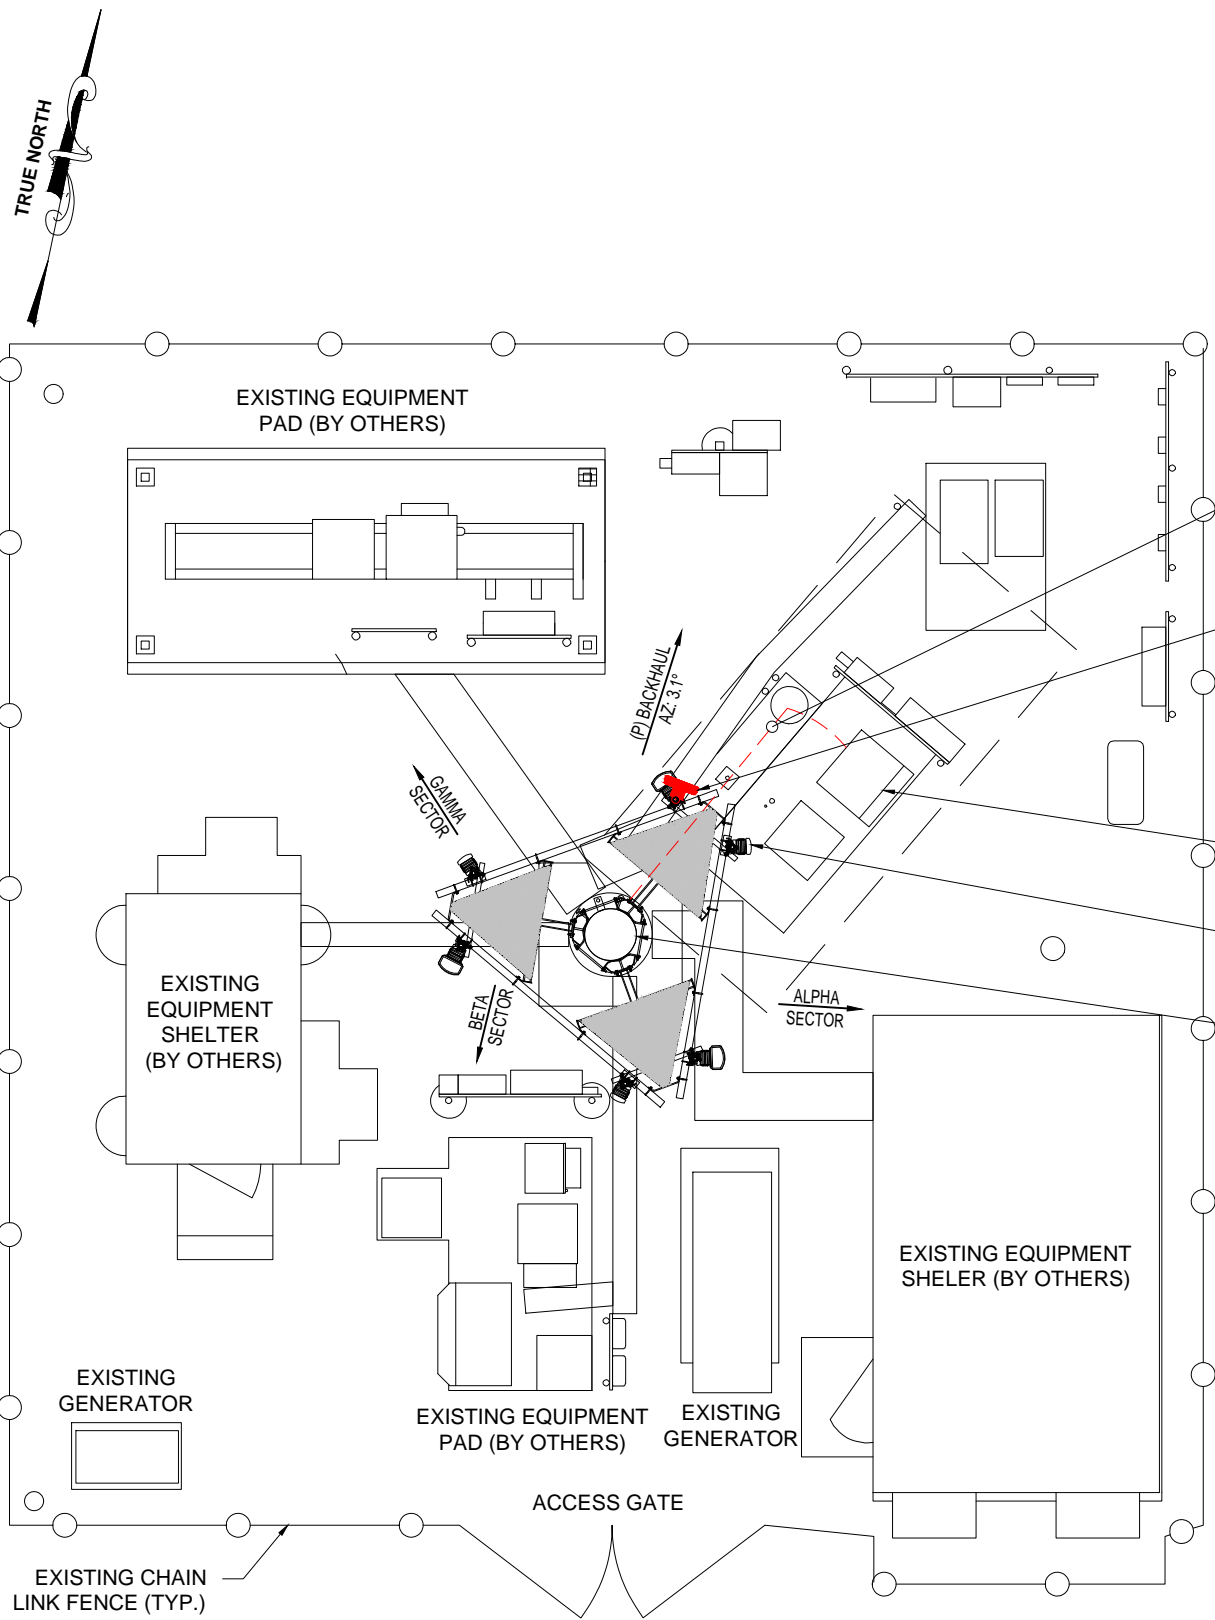 TRUE NORTH
EXISTING EQUIPMENT
PAD (BY OTHERS)
(P) BACKHAUL
AZ: 3.1°
GAMMA
SECTOR
EXISTING
EQUIPMENT
SHELTER
(BY OTHERS)
BETA
SECTOR
ALPHA
SECTOR
EXISTING EQUIPMENT
SHELER (BY OTHERS)
EXISTING
GENERATOR
EXISTING EQUIPMENT
PAD (BY OTHERS)
EXISTING
GENERATOR
ACCESS GATE
EXISTING CHAIN
LINK FENCE (TYP.)